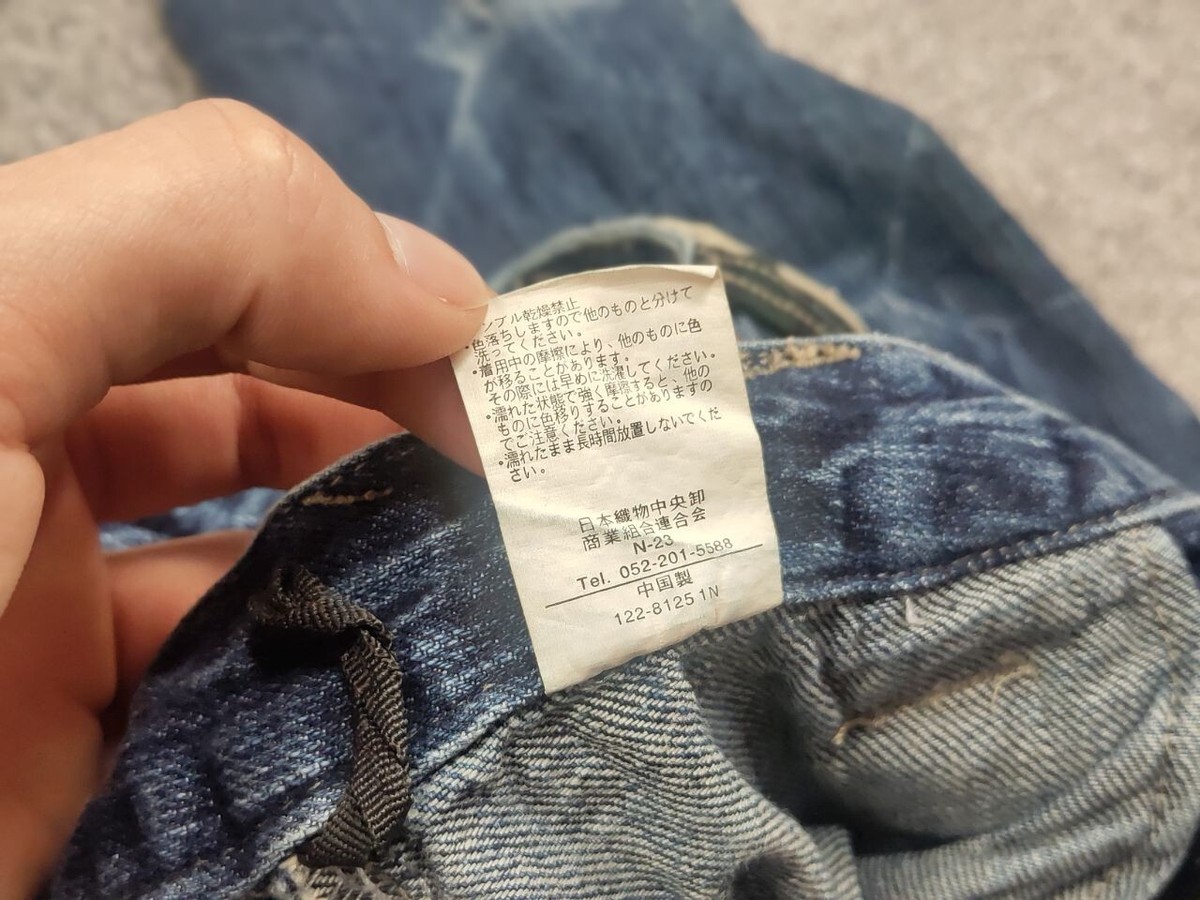 ンブル乾燥禁止
・色落ちしますので他のものと分けて
洗ってください。
・着用中の摩擦により、他のものに色
が移ることがあります。
その際には早めに洗濯してください。
・濡れた状態で強く摩擦すると、他の
ものに色移りすることがありますの
でご注意ください。
・濡れたまま長時間放置しないでくだ
さい。
日本織物中央卸
商業組合連合会
N-23
Tel. 052-201-5588
中国製
122-8125 1N